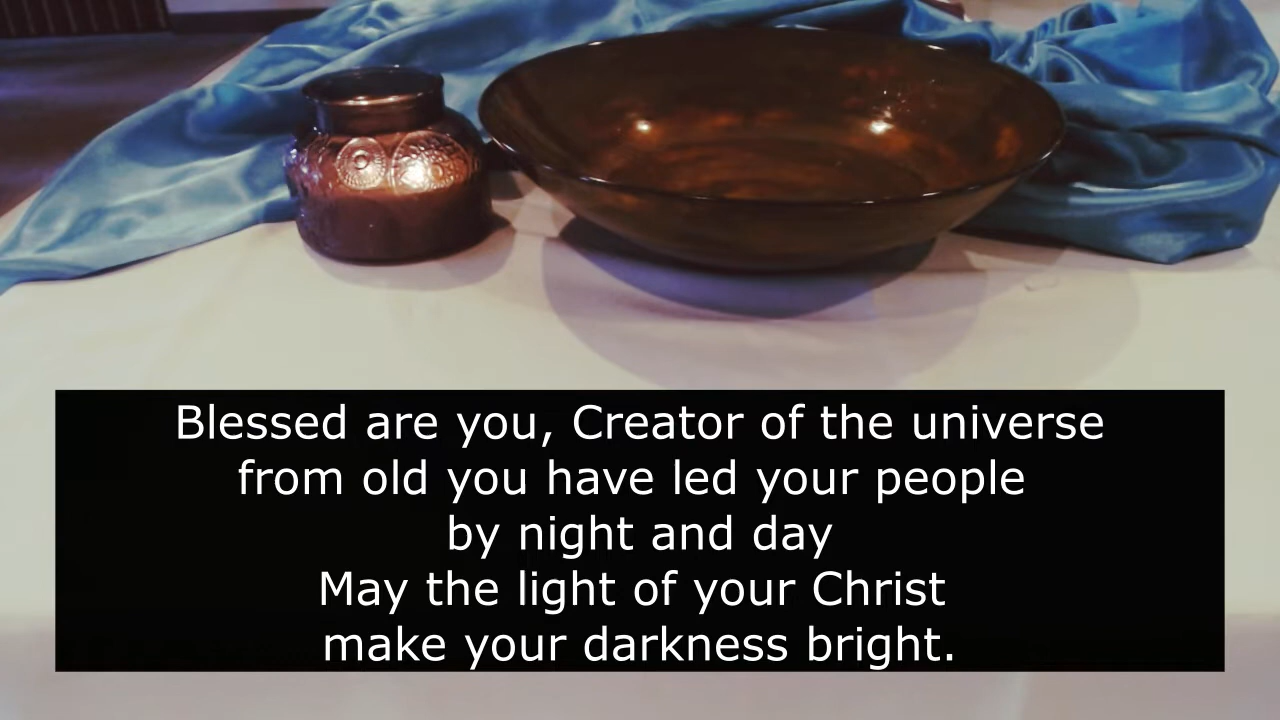 Blessed are you, Creator of the universe
from old you have led your people
by night and day
May the light of your Christ
make your darkness bright.